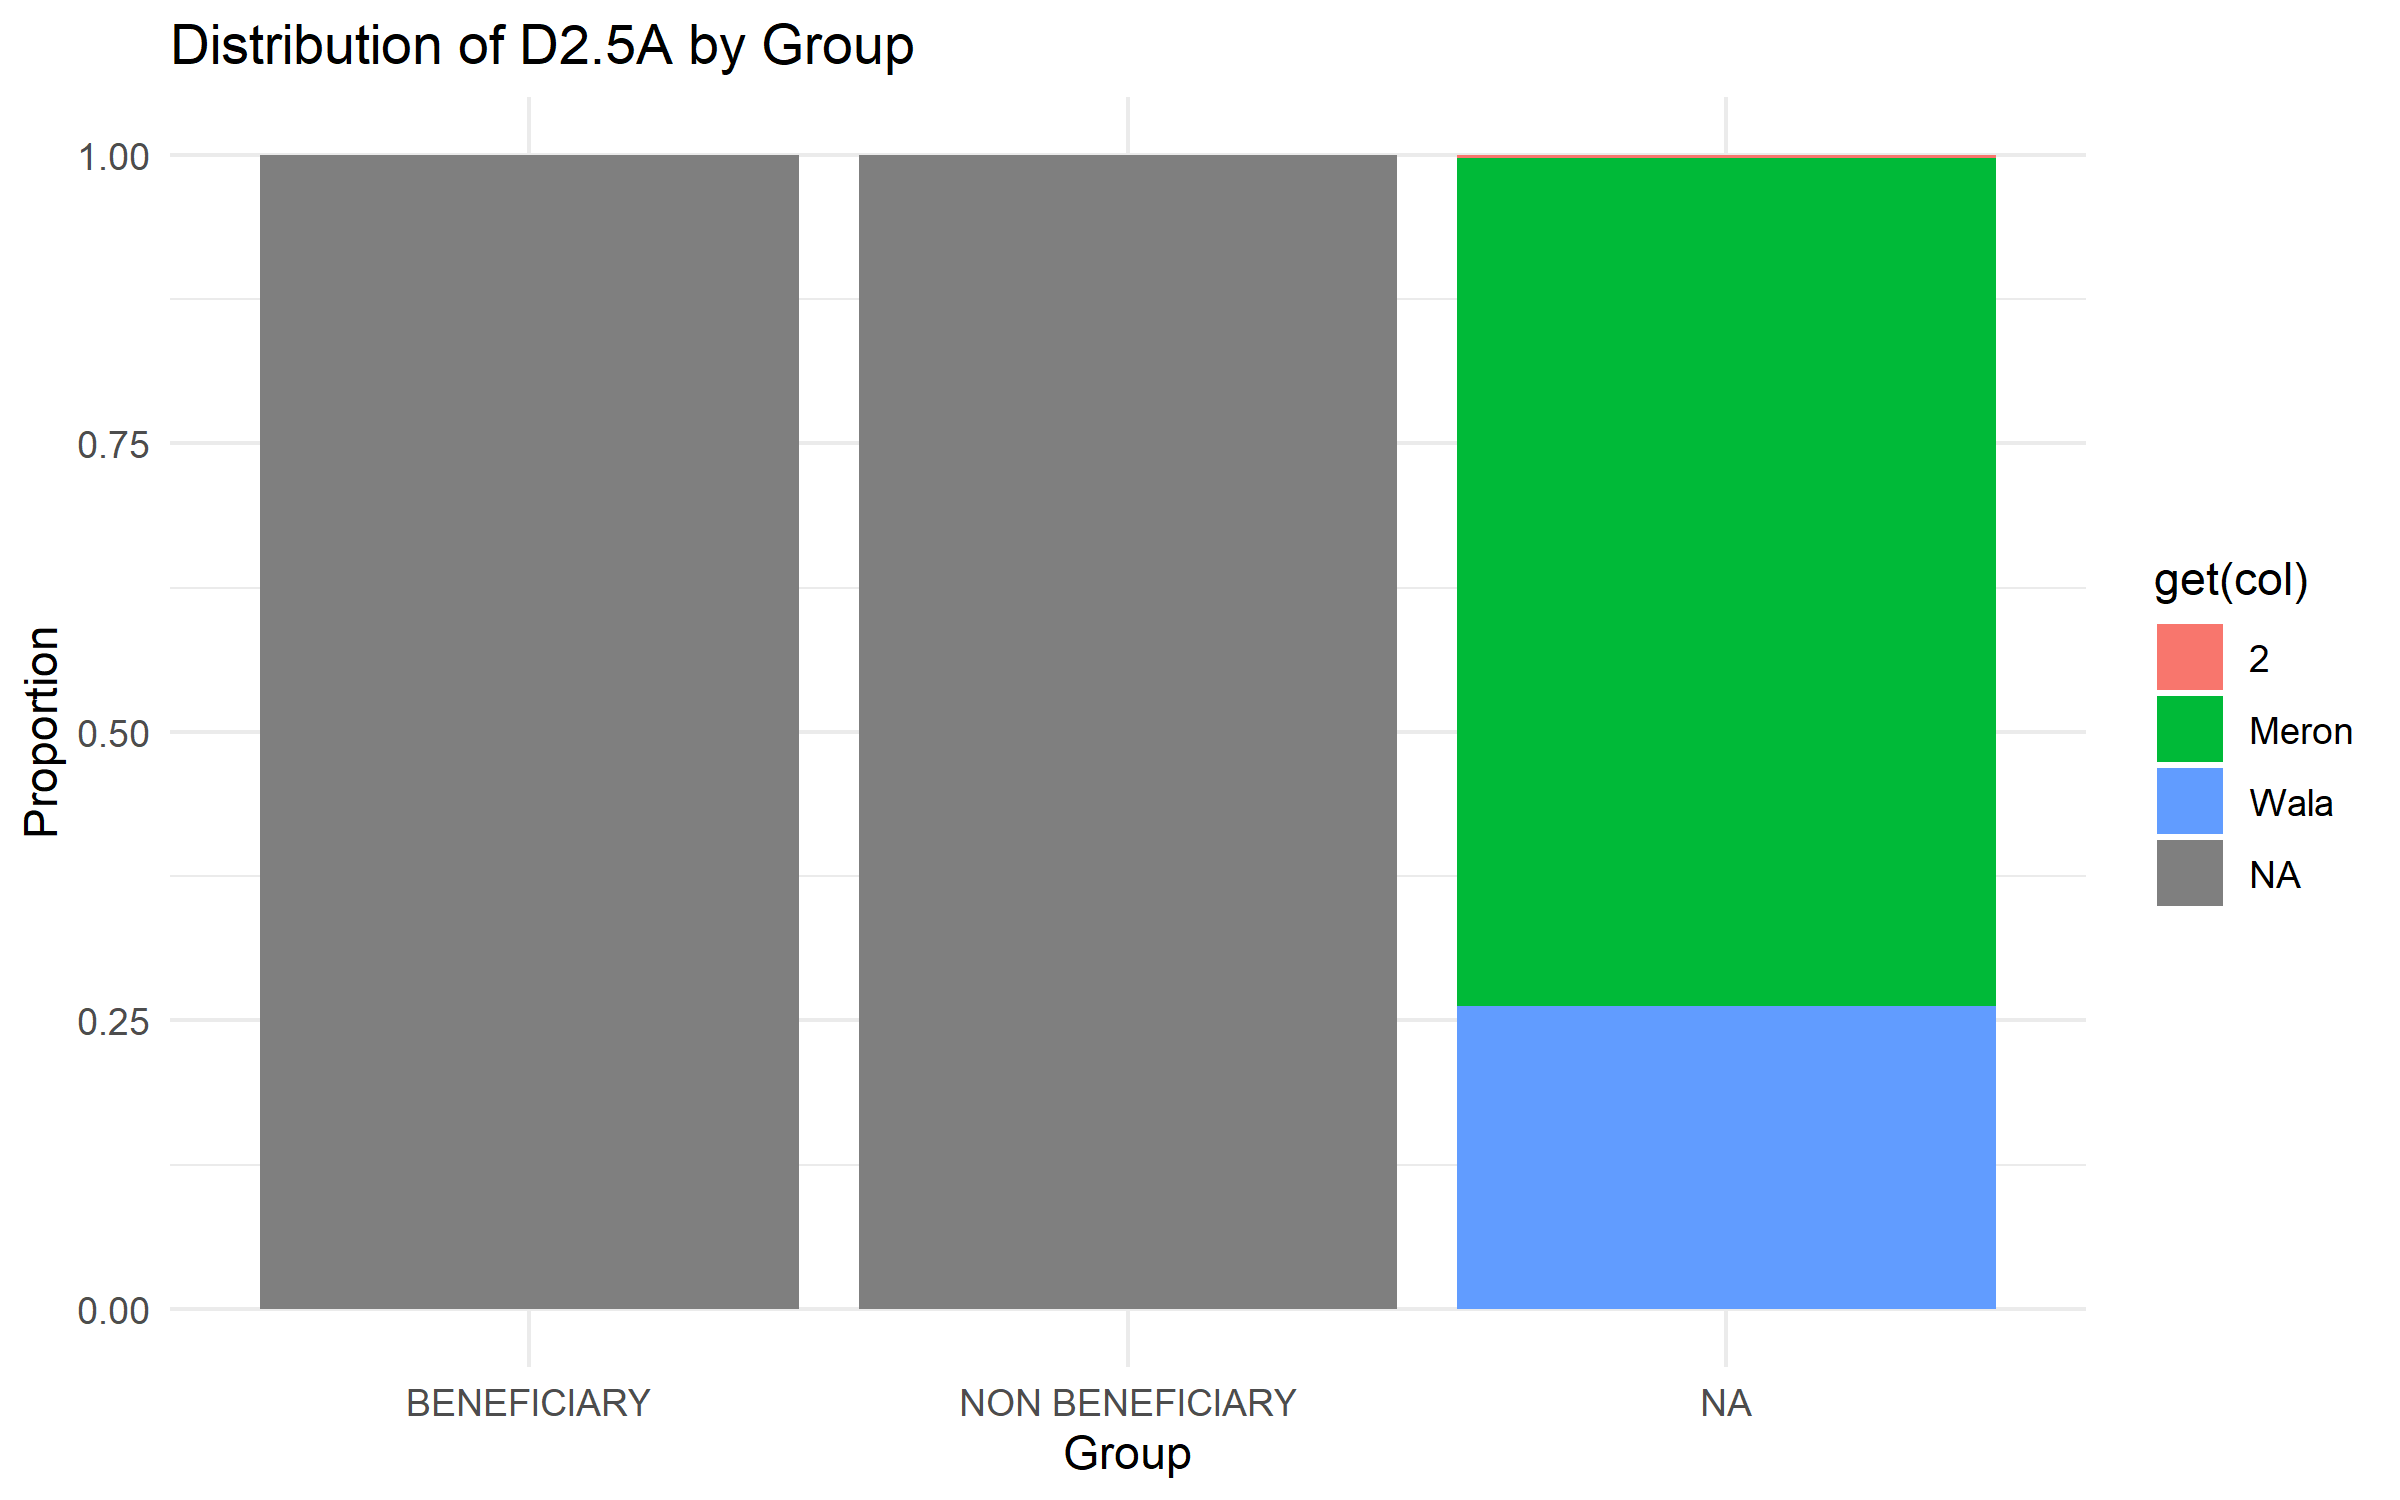 Distribution of D2.5A by Group
Proportion
1.00
0.75
0.50
0.25
0.00
BENEFICIARY
NON BENEFICIARY
NA
Group
get(col)
2
Meron
Wala
NA